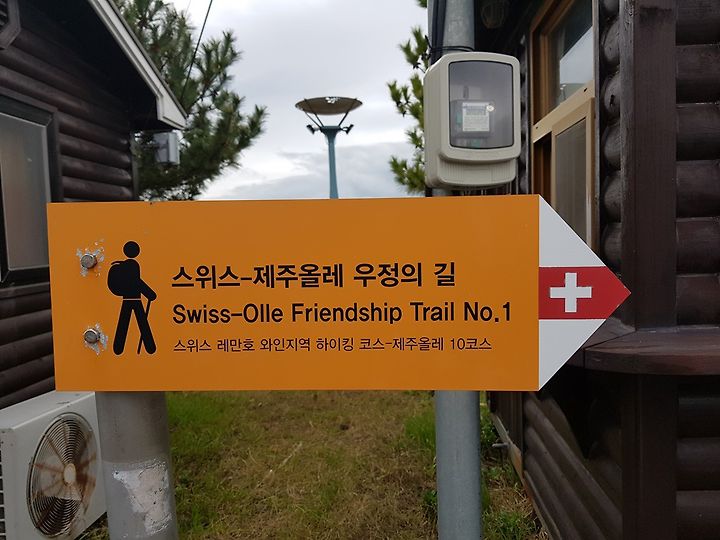 스위스-제주올레 우정의 길
Swiss-Olle Friendship Trail No.1
스위스 레만호 와인지역 하이킹 코스-제주올레 10코스